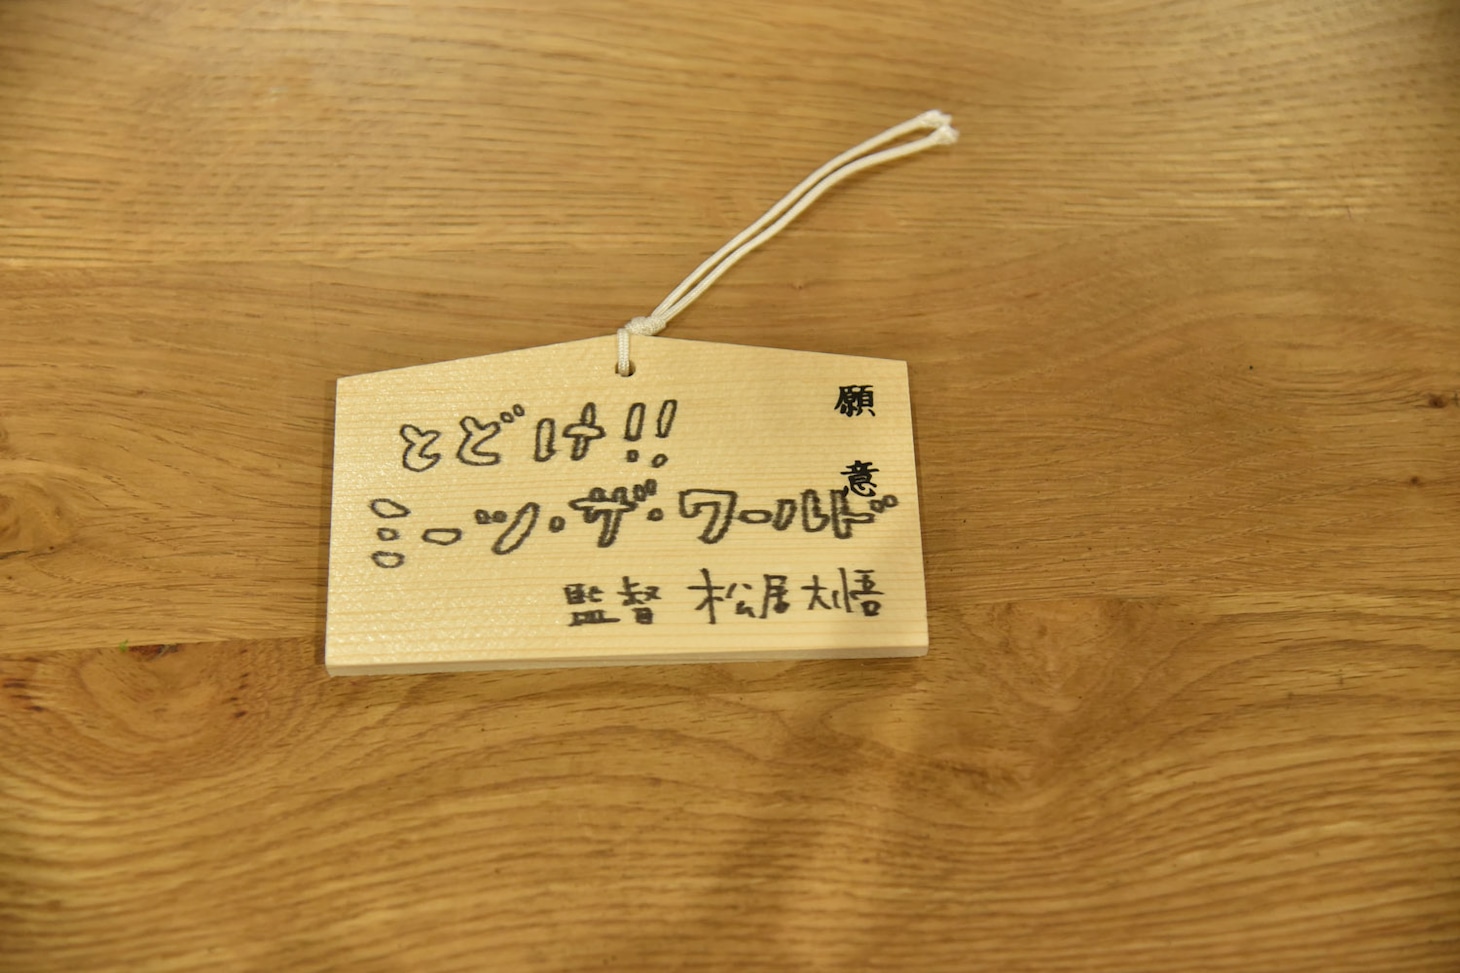 願意
とどけ!!
ミーツ・ザ・ワールド
監督 松居大悟